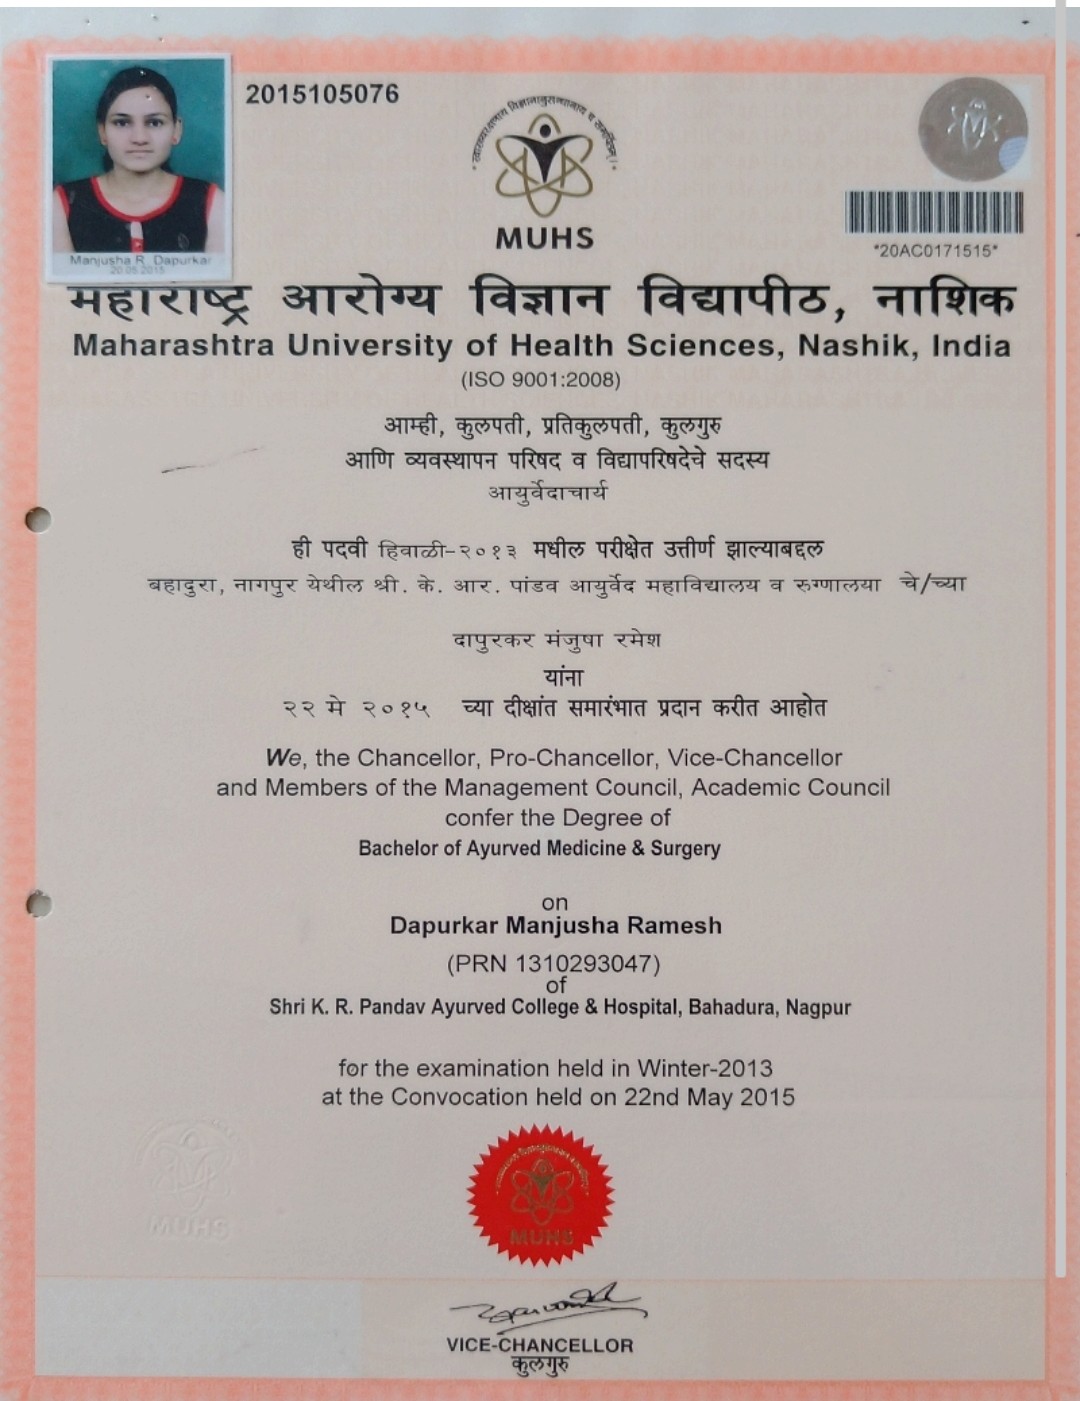 2015105076
Manjusha R. Dapurkar
20.05.2015
MUHS
*20AC0171515*
महाराष्ट्र आरोग्य विज्ञान विद्यापीठ, नाशिक
Maharashtra University of Health Sciences, Nashik, India
(ISO 9001:2008)
आम्ही, कुलपती, प्रतिकुलपती, कुलगुरु
आणि व्यवस्थापन परिषद व विद्यापरिषदेचे सदस्य
आयुर्वेदाचार्य
ही पदवी हिवाळी-२०१३ मधील परीक्षेत उत्तीर्ण झाल्याबद्दल
बहादुरा, नागपुर येथील श्री. के. आर. पांडव आयुर्वेद महाविद्यालय व रुग्णालया चे/च्या
दापुरकर मंजुषा रमेश
यांना
२२ मे २०१५ च्या दीक्षांत समारंभात प्रदान करीत आहोत
We, the Chancellor, Pro-Chancellor, Vice-Chancellor
and Members of the Management Council, Academic Council
confer the Degree of
Bachelor of Ayurved Medicine & Surgery
on
Dapurkar Manjusha Ramesh
(PRN 1310293047)
of
Shri K. R. Pandav Ayurved College & Hospital, Bahadura, Nagpur
for the examination held in Winter-2013
at the Convocation held on 22nd May 2015
MUHS
MUHS
VICE-CHANCELLOR
कुलगुरु